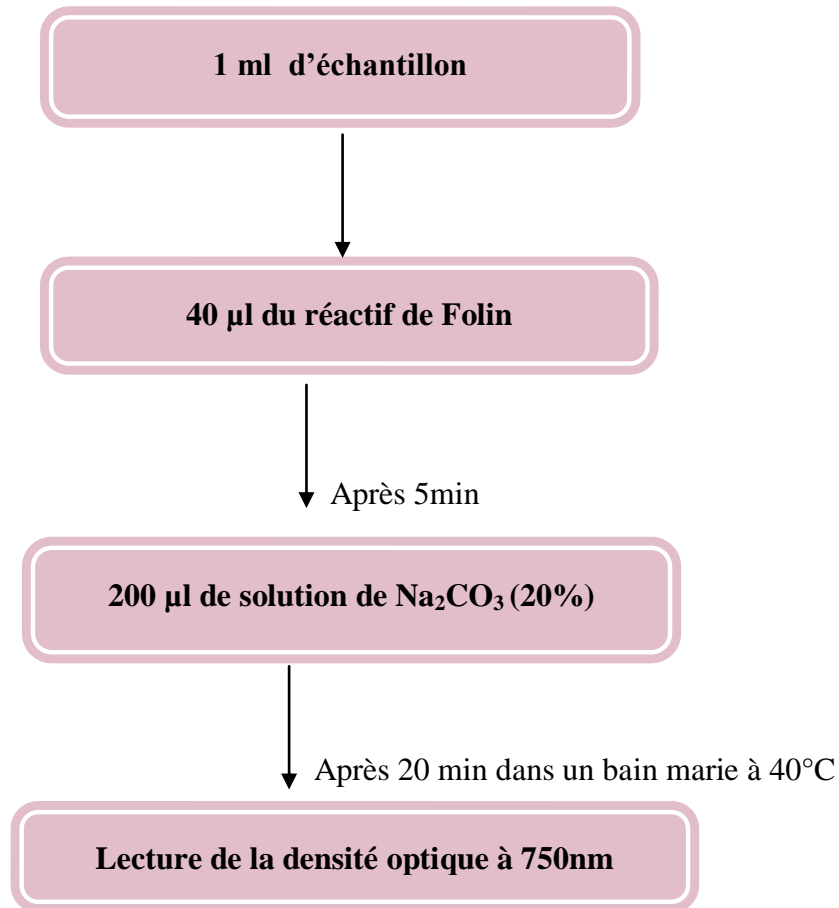 1 ml d'échantillon
40 µl du réactif de Folin
Après 5min
200 µl de solution de Na₂CO₃ (20%)
Après 20 min dans un bain marie à 40°C
Lecture de la densité optique à 750nm